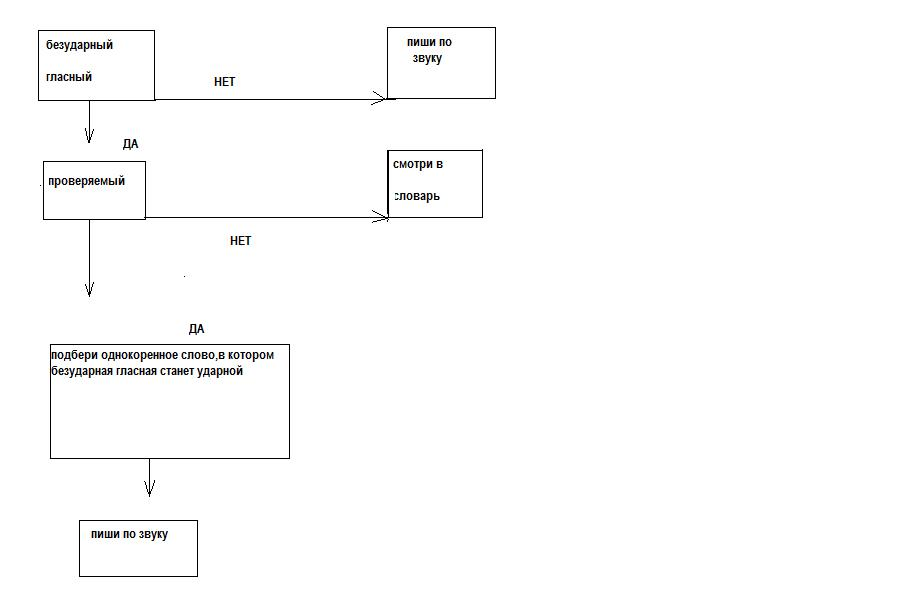 безударный
гласный
НЕТ
пиши по
звуку
ДА
проверяемый
НЕТ
смотри в
словарь
ДА
подбери однокоренное слово,в котором
безударная гласная станет ударной
пиши по звуку